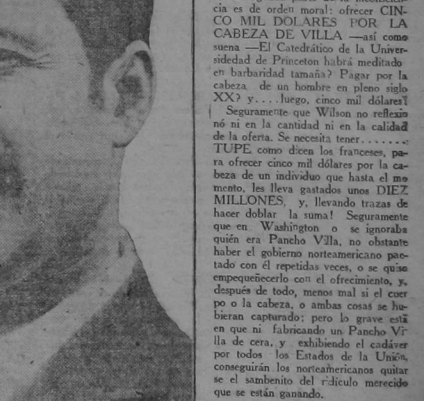 cia es de orden moral: ofrecer CIN-
CO MIL DOLARES POR LA
CABEZA DE VILLA —así como
suena —El Catedrático de la Univer-
sidedad de Princeton habrá meditado
en barbaridad tamaña? Pagar por la
cabeza de un hombre en pleno siglo
XX? y....luego, cinco mil dólares!
Seguramente que Wilson no reflexio
nó ni en la cantidad ni en la calidad
de la oferta. Se necesita tener.......
TUPE, como dicen los franceses, pa-
ra ofrecer cinco mil dólares por la ca-
beza de un individuo que hasta el mo
mento, les lleva gastados unos DIEZ
MILLONES, y, llevando trazas de
hacer doblar la suma! Seguramente
que en Washington o se ignoraba
quién era Pancho Villa, no obstante
haber el gobierno norteamericano pac-
tado con él repetidas veces, o se quiso
empequeñecerlo con el ofrecimiento, y,
después de todo, menos mal si el cuer
po o la cabeza, o ambas cosas se hu-
bieran capturado; pero lo grave está
en que ni fabricando un Pancho Vi
lla de cera, y exhibiendo el cadáver
por todos los Estados de la Unión,
conseguirán los norteamericanos quitar
se el sambenito del ridículo merecido
que se están ganando.